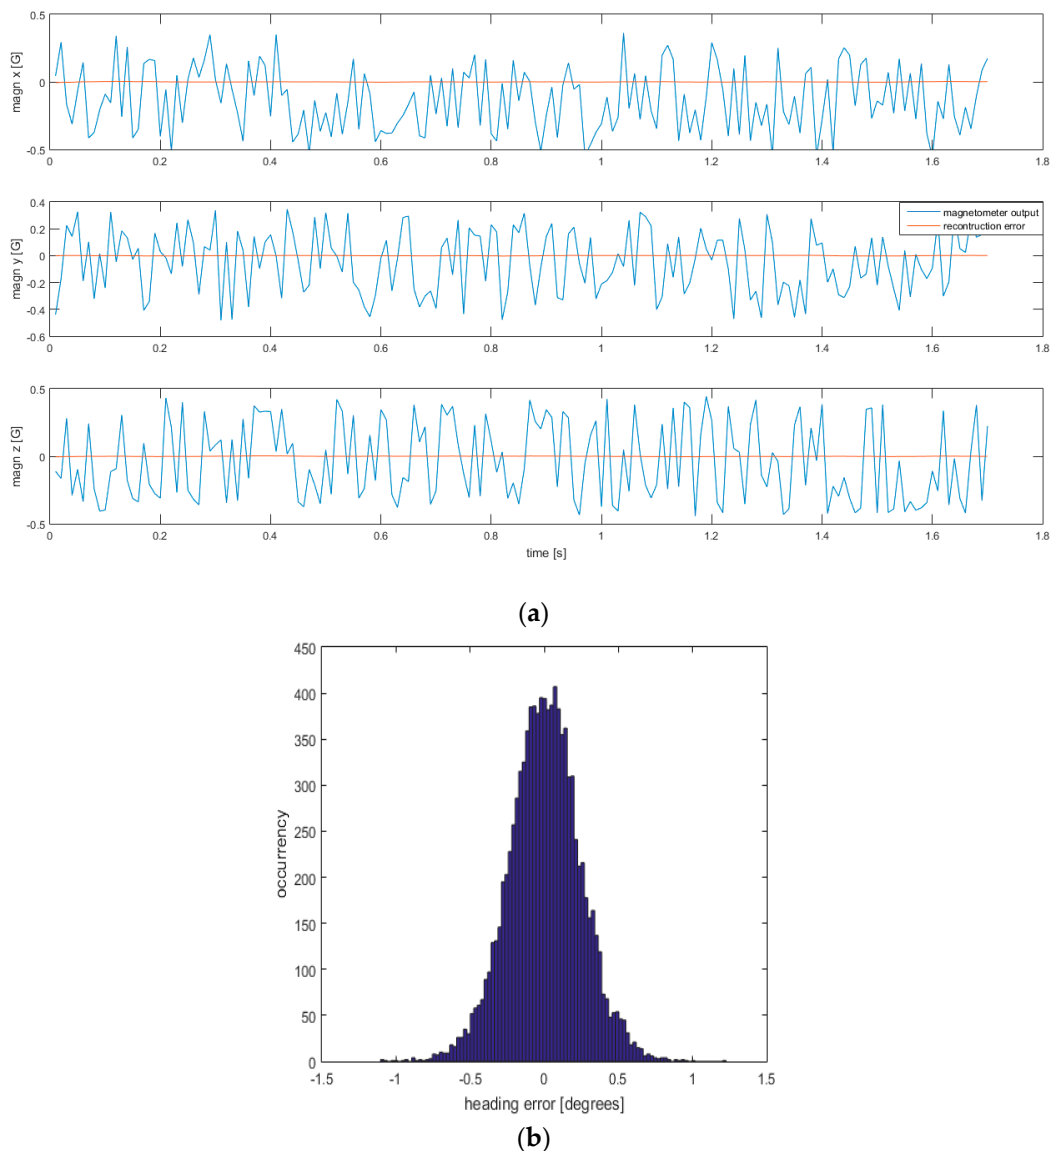 0.5
0
-0.5
magn x [G]
0 0.2 0.4 0.6 0.8 1 1.2 1.4 1.6 1.8
0.4
0.2
0
-0.2
-0.4
-0.6
magn y [G]
magnetometer output
recontruction error
0 0.2 0.4 0.6 0.8 1 1.2 1.4 1.6 1.8
0.5
0
-0.5
magn z [G]
0 0.2 0.4 0.6 0.8 1 1.2 1.4 1.6 1.8
time [s]
(a)
450
400
350
300
250
200
150
100
50
0
occurrency
-1.5 -1 -0.5 0 0.5 1 1.5
heading error [degrees]
(b)